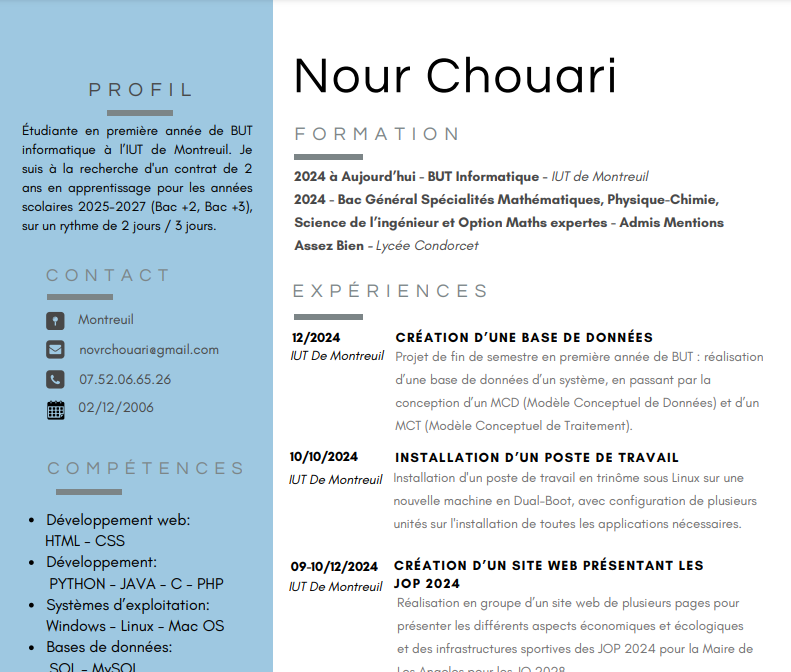 PROFIL
Étudiante en première année de BUT
informatique à l'IUT de Montreuil. Je
suis à la recherche d'un contrat de 2
ans en apprentissage pour les années
scolaires 2025-2027 (Bac +2, Bac +3),
sur un rythme de 2 jours / 3 jours.
CONTACT
Montreuil
novrchouari@gmail.com
07.52.06.65.26
02/12/2006
COMPÉTENCES
• Développement web:
HTML - CSS
• Développement:
PYTHON - JAVA - C - PHP
• Systèmes d'exploitation:
Windows - Linux - Mac OS
• Bases de données:
SQL - MySQL
Nour Chouari
FORMATION
2024 à Aujourd'hui - BUT Informatique - IUT de Montreuil
2024 - Bac Général Spécialités Mathématiques, Physique-Chimie,
Science de l'ingénieur et Option Maths expertes - Admis Mentions
Assez Bien - Lycée Condorcet
EXPÉRIENCES
12/2024
IUT De Montreuil
CRÉATION D'UNE BASE DE DONNÉES
Projet de fin de semestre en première année de BUT : réalisation
d'une base de données d'un système, en passant par la
conception d'un MCD (Modèle Conceptuel de Données) et d'un
MCT (Modèle Conceptuel de Traitement).
10/10/2024
IUT De Montreuil
INSTALLATION D'UN POSTE DE TRAVAIL
Installation d'un poste de travail en trinôme sous Linux sur une
nouvelle machine en Dual-Boot, avec configuration de plusieurs
unités sur l'installation de toutes les applications nécessaires.
09-10/12/2024
IUT De Montreuil
CRÉATION D'UN SITE WEB PRÉSENTANT LES
JOP 2024
Réalisation en groupe d'un site web de plusieurs pages pour
présenter les différents aspects économiques et écologiques
et des infrastructures sportives des JOP 2024 pour la Maire de
Los Angeles pour les JO 2028